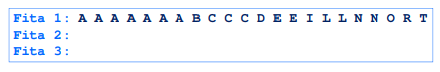 Fita 1: A A A A A A A B C C C D E E I L L N N O R T
Fita 2:
Fita 3: